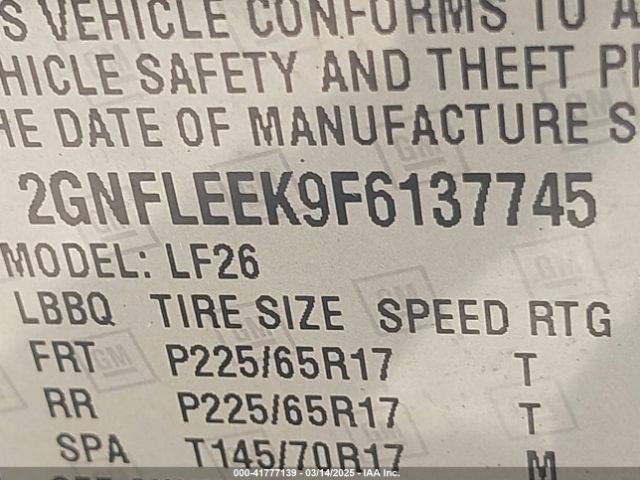 S VEHICLE CONFORMS TO A
HICLE SAFETY AND THEFT PR
HE DATE OF MANUFACTURE S
2GNFLEEK9F6137745
MODEL: LF26
LBBQ TIRE SIZE SPEED RTG
FRT P225/65R17 T
RR P225/65R17 T
SPA T145/70R17 M
000-41777139 - 03/14/2025 - IAA Inc.